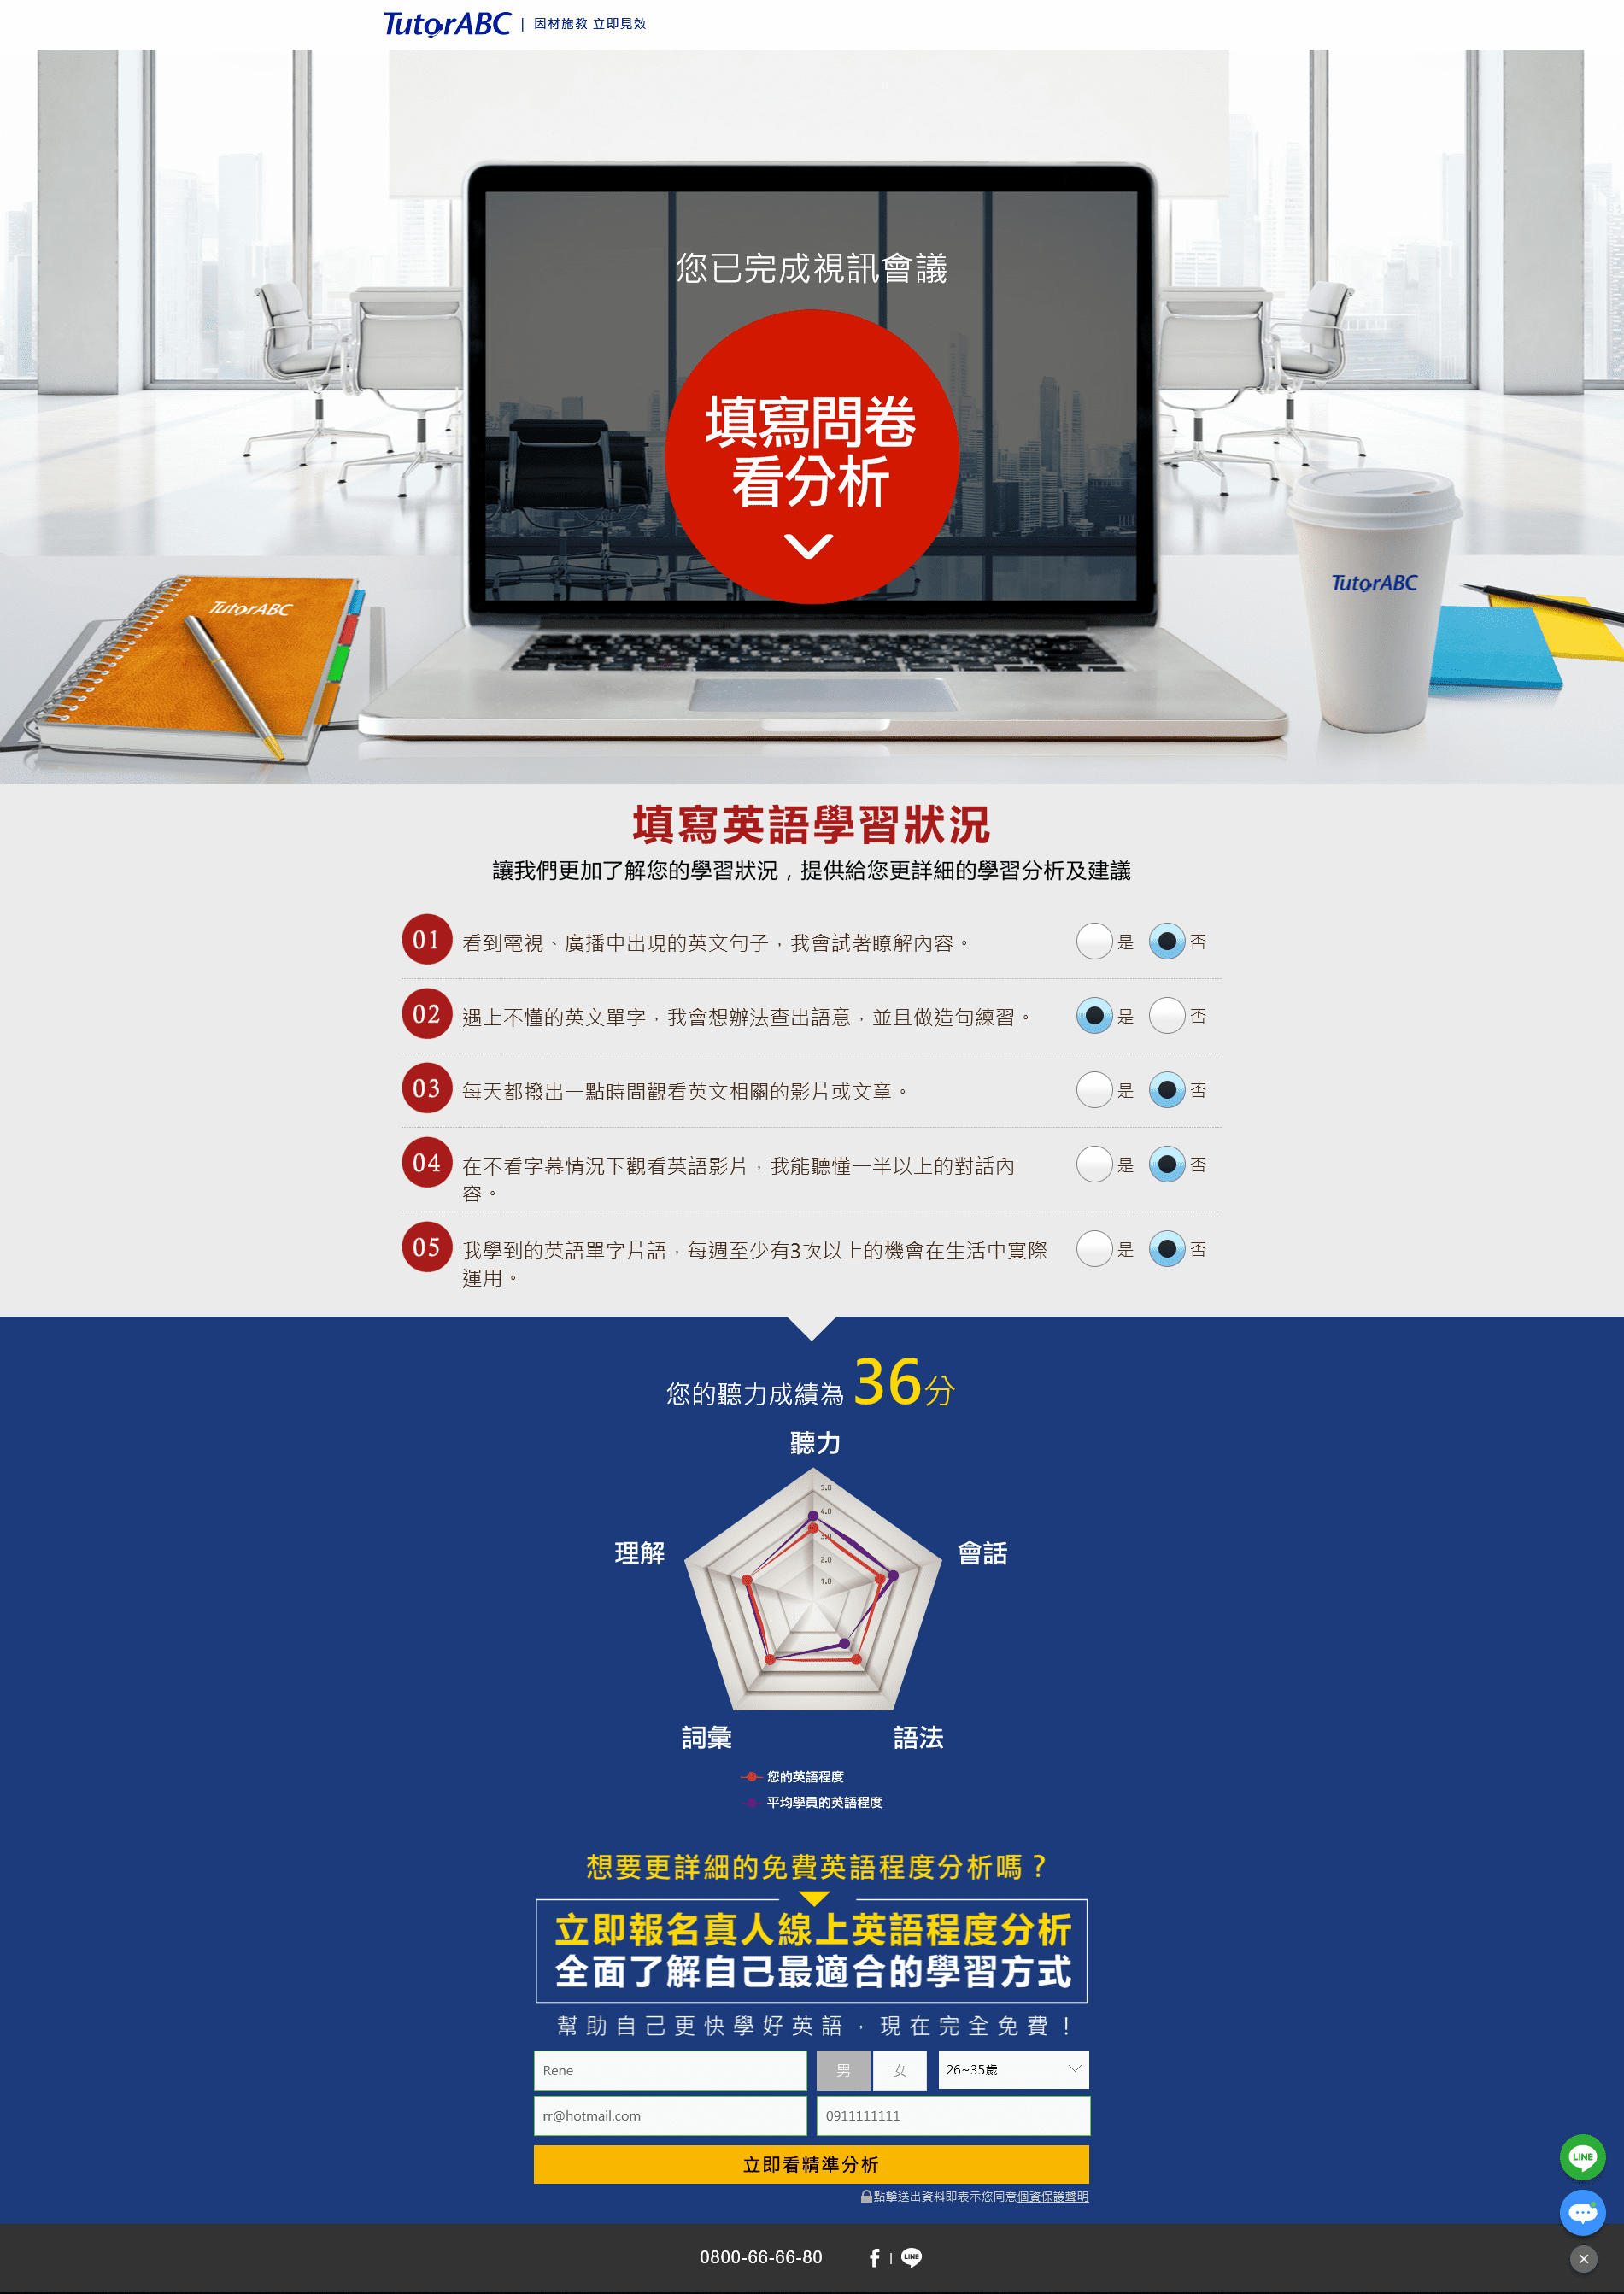 TutorABC | 因材施教 立即見效
您已完成視訊會議
填寫問卷
看分析
TutorABC
TutorABC
填寫英語學習狀況
讓我們更加了解您的學習狀況，提供給您更詳細的學習分析及建議
01 看到電視、廣播中出現的英文句子，我會試著瞭解內容。 是 否
02 遇上不懂的英文單字，我會想辦法查出語意，並且做造句練習。 是 否
03 每天都撥出一點時間觀看英文相關的影片或文章。 是 否
04 在不看字幕情況下觀看英語影片，我能聽懂一半以上的對話內 是 否
容。
05 我學到的英語單字片語，每週至少有3次以上的機會在生活中實際 是 否
運用。
您的聽力成績為 36分
聽力
5.0
4.0
3.0
2.0
1.0
理解
會話
詞彙
語法
您的英語程度
平均學員的英語程度
想要更詳細的免費英語程度分析嗎？
立即報名真人線上英語程度分析
全面了解自己最適合的學習方式
幫助自己更快學好英語，現在完全免費！
Rene 男 女 26~35歲
rr@hotmail.com 0911111111
立即看精準分析
點擊送出資料即表示您同意個資保護聲明
LINE
0800-66-66-80 f | LINE